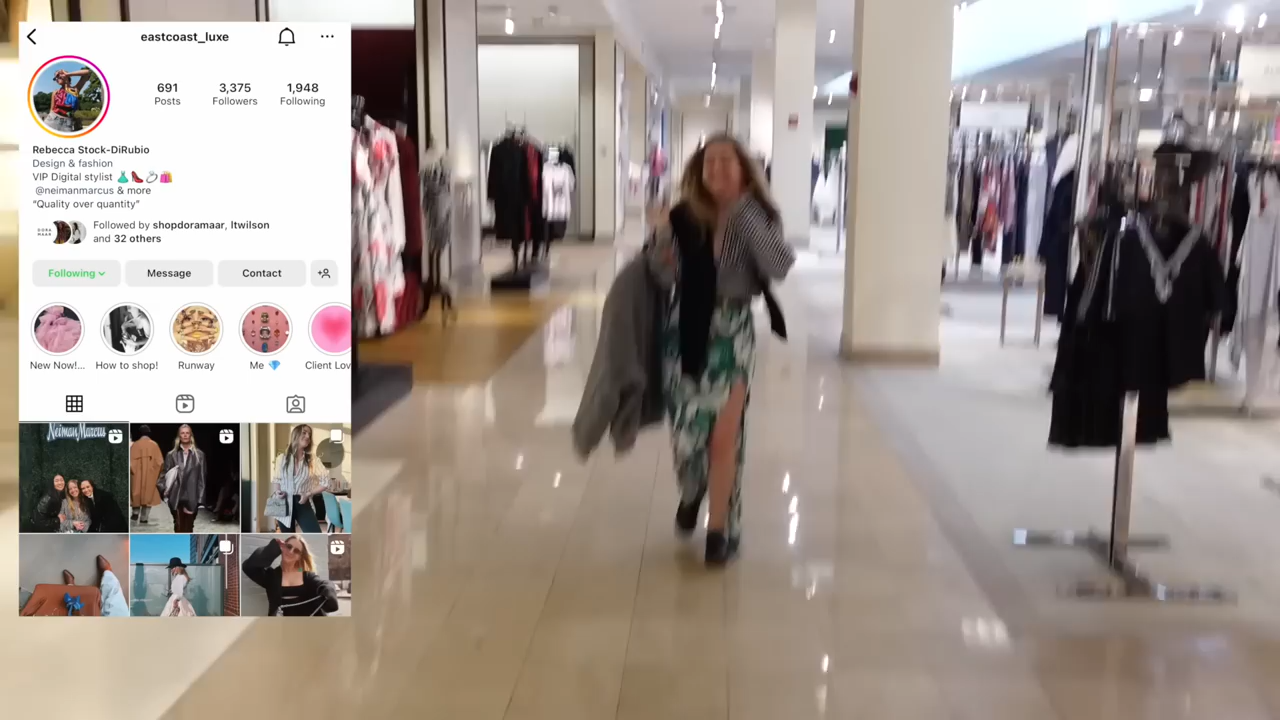 eastcoast_luxe
691
Posts
3,375
Followers
1,948
Following
Rebecca Stock-DiRubio
Design & fashion
VIP Digital stylist 👗👠💍🛍️
@neimanmarcus & more
"Quality over quantity"
Followed by shopdoramaar, ltwilson
and 32 others
Following
Message
Contact
New Now!...
How to shop!
Runway
Me 💎
Client Lov
Neiman Marcus